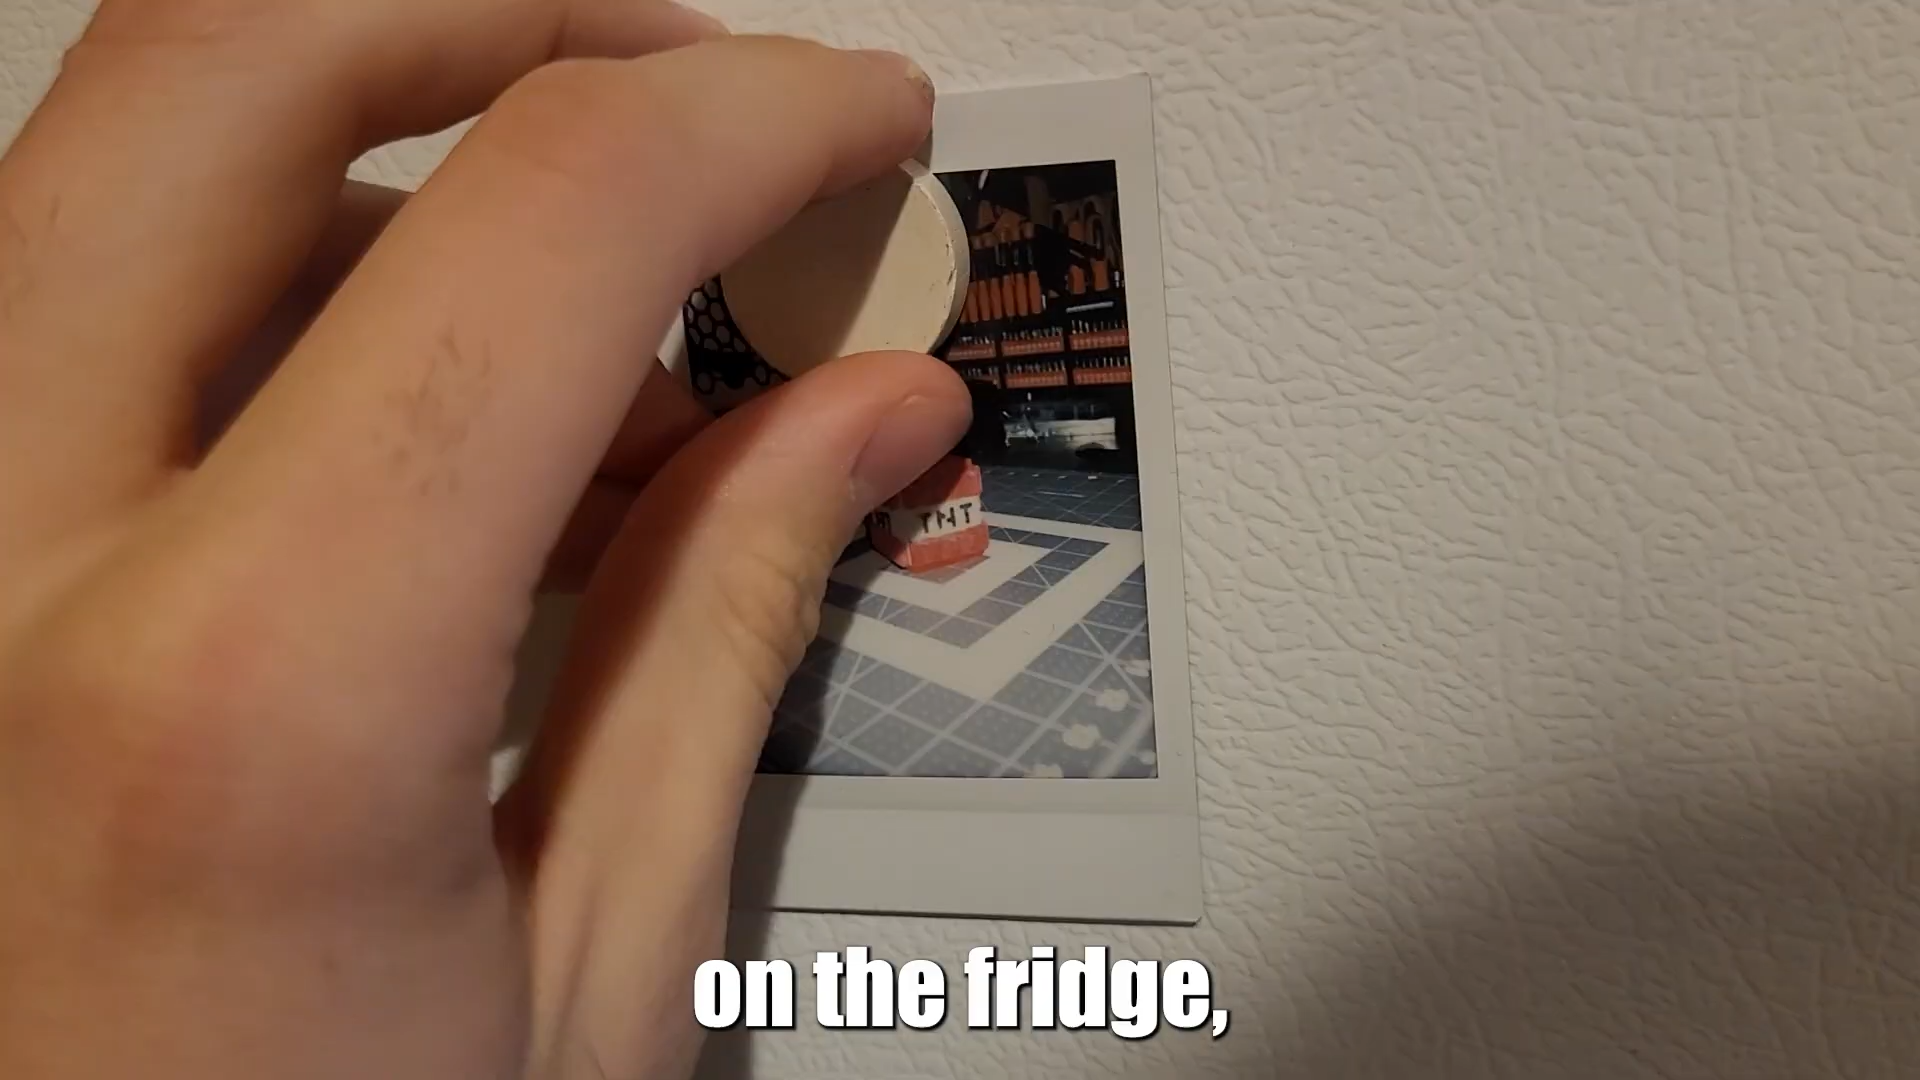 TNT
on the fridge,